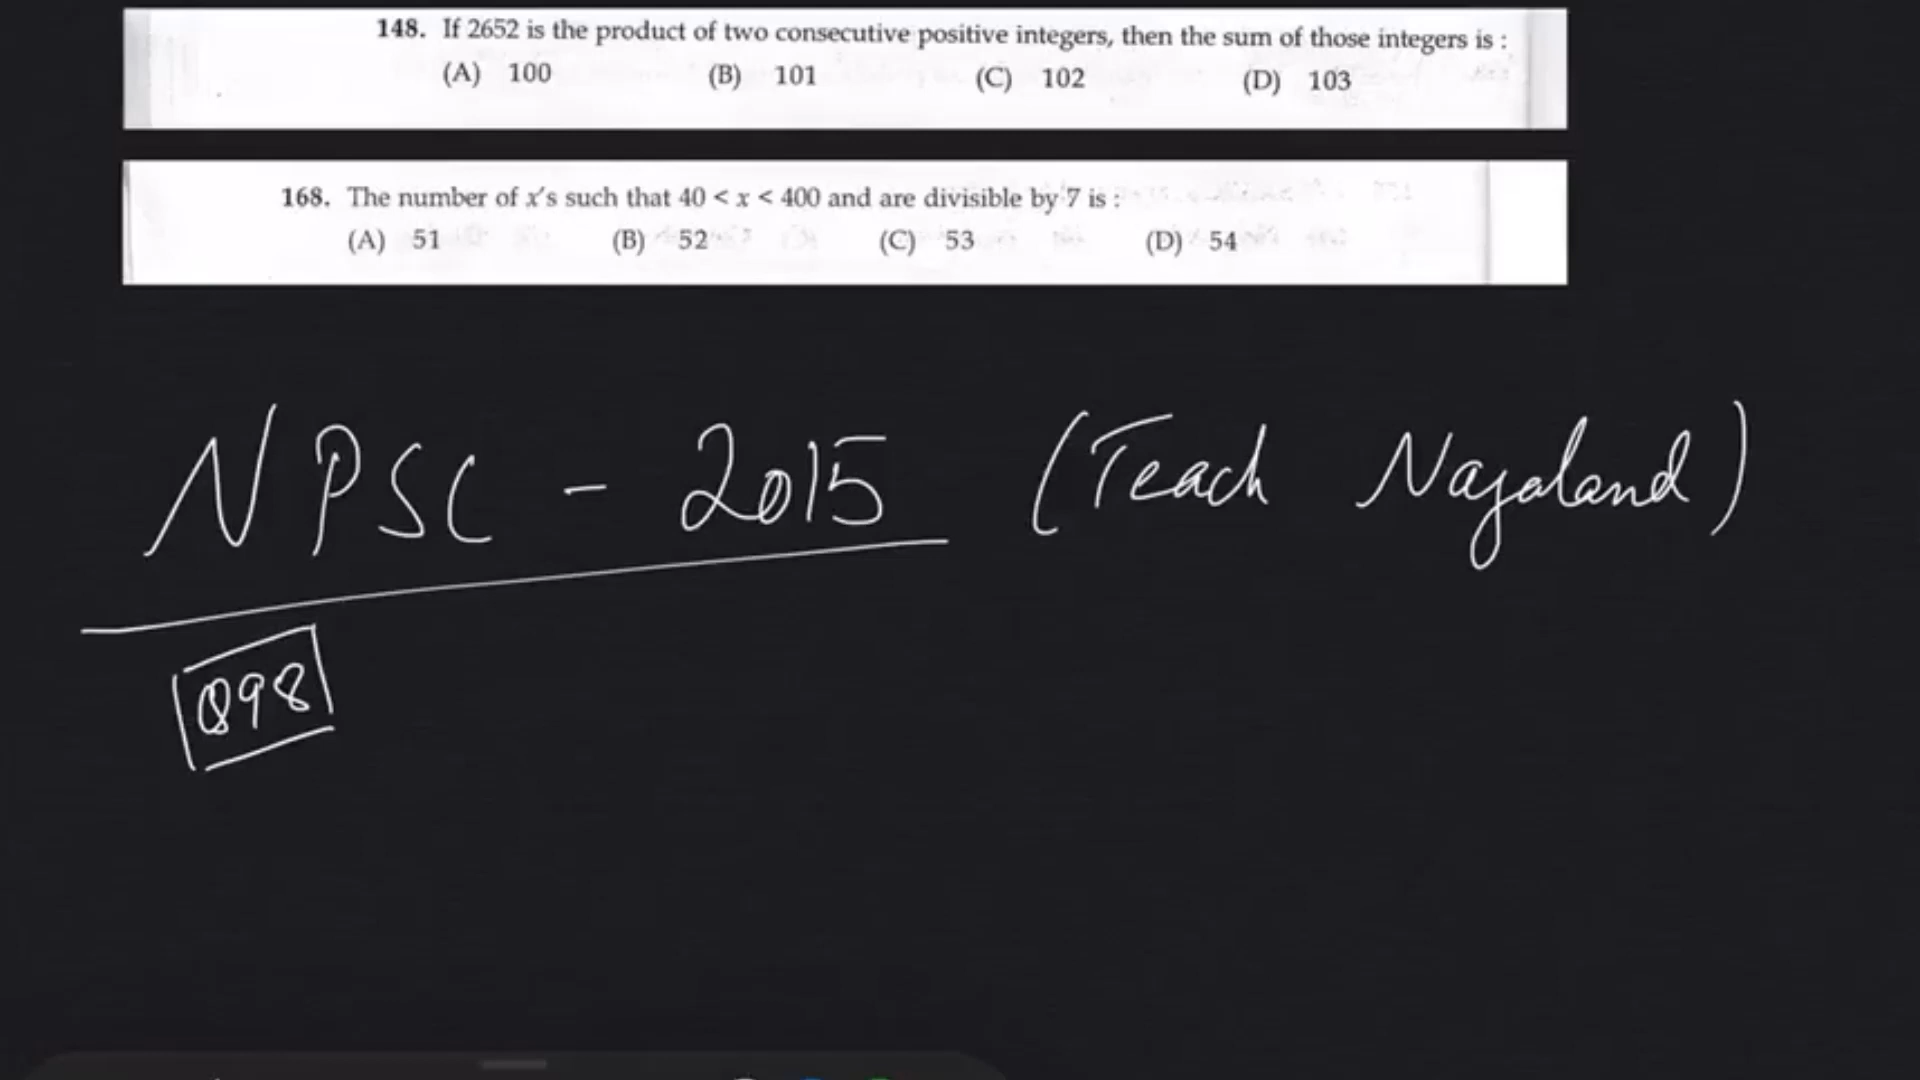 148. If 2652 is the product of two consecutive positive integers, then the sum of those integers is :
(A) 100 (B) 101 (C) 102 (D) 103
168. The number of x's such that 40 < x < 400 and are divisible by 7 is :
(A) 51 (B) 52 (C) 53 (D) 54
NPSC - 2015 (Teach Nagaland)
Q98